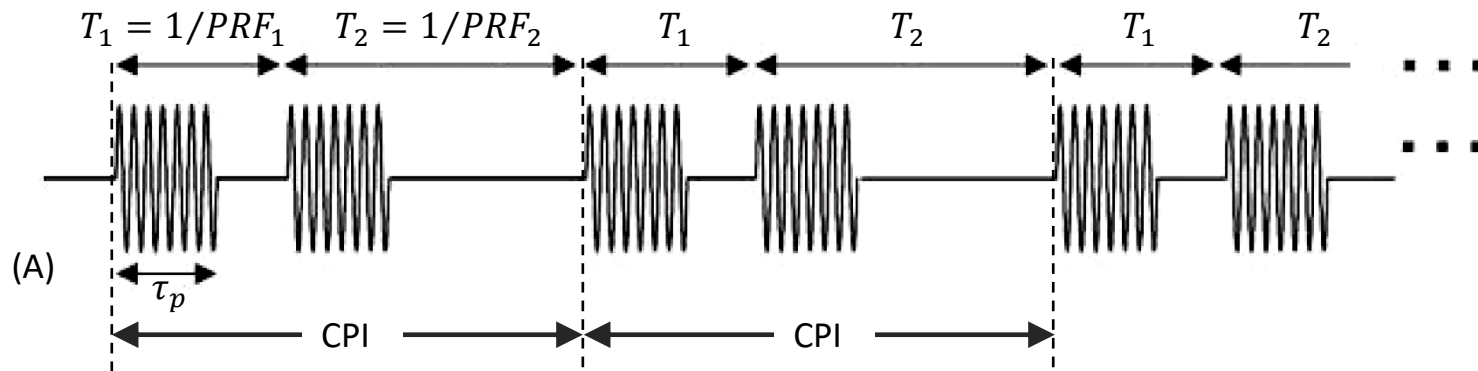 T₁ = 1/PRF₁ T₂ = 1/PRF₂ T₁ T₂ T₁ T₂
(A)
τₚ
CPI CPI